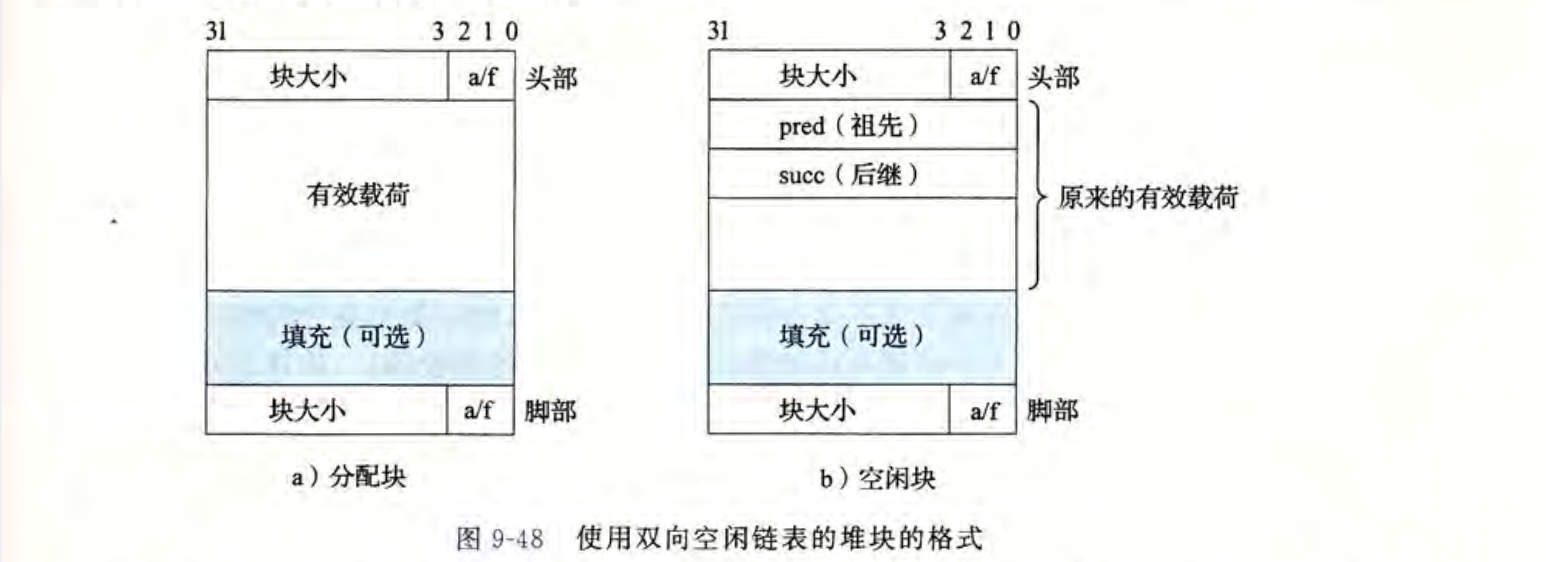 31 3 2 1 0
块大小 a/f 头部
有效载荷
填充（可选）
块大小 a/f 脚部
a）分配块
31 3 2 1 0
块大小 a/f 头部
pred（祖先）
succ（后继）
原来的有效载荷
填充（可选）
块大小 a/f 脚部
b）空闲块
图 9-48 使用双向空闲链表的堆块的格式